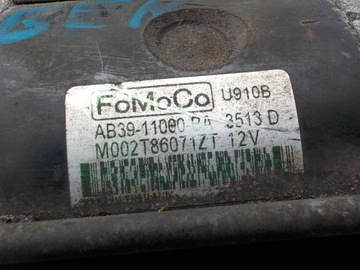 FoMoCo U910B
AB39-11000-BA 3513 D
M002T86071ZT 12V